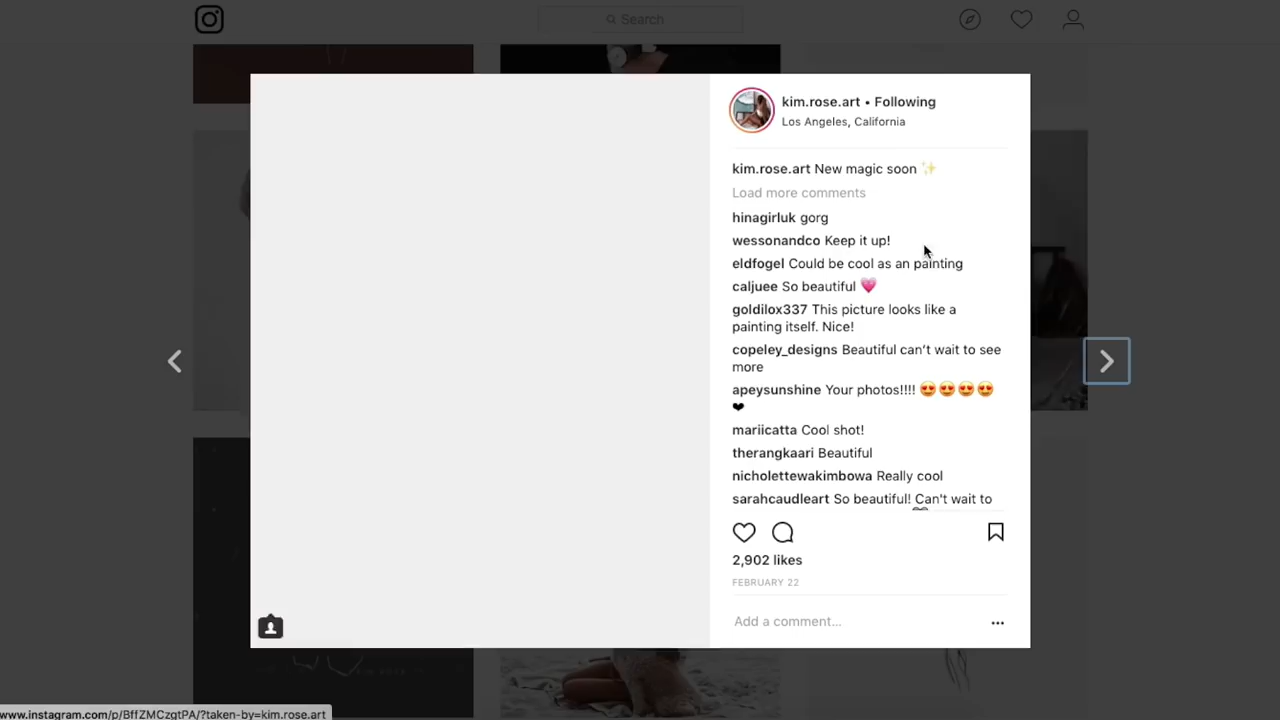 Search
kim.rose.art • Following
Los Angeles, California
kim.rose.art New magic soon ✨
Load more comments
hinagirluk gorg
wessonandco Keep it up!
eldfogel Could be cool as an painting
caljuee So beautiful 💗
goldilox337 This picture looks like a
painting itself. Nice!
copeley_designs Beautiful can't wait to see
more
apeysunshine Your photos!!!! 😍😍😍😍
❤
mariicatta Cool shot!
therangkaari Beautiful
nicholettewakimbowa Really cool
sarahcaudleart So beautiful! Can't wait to
2,902 likes
FEBRUARY 22
Add a comment...
www.instagram.com/p/BffZMCzgtPA/?taken-by=kim.rose.art